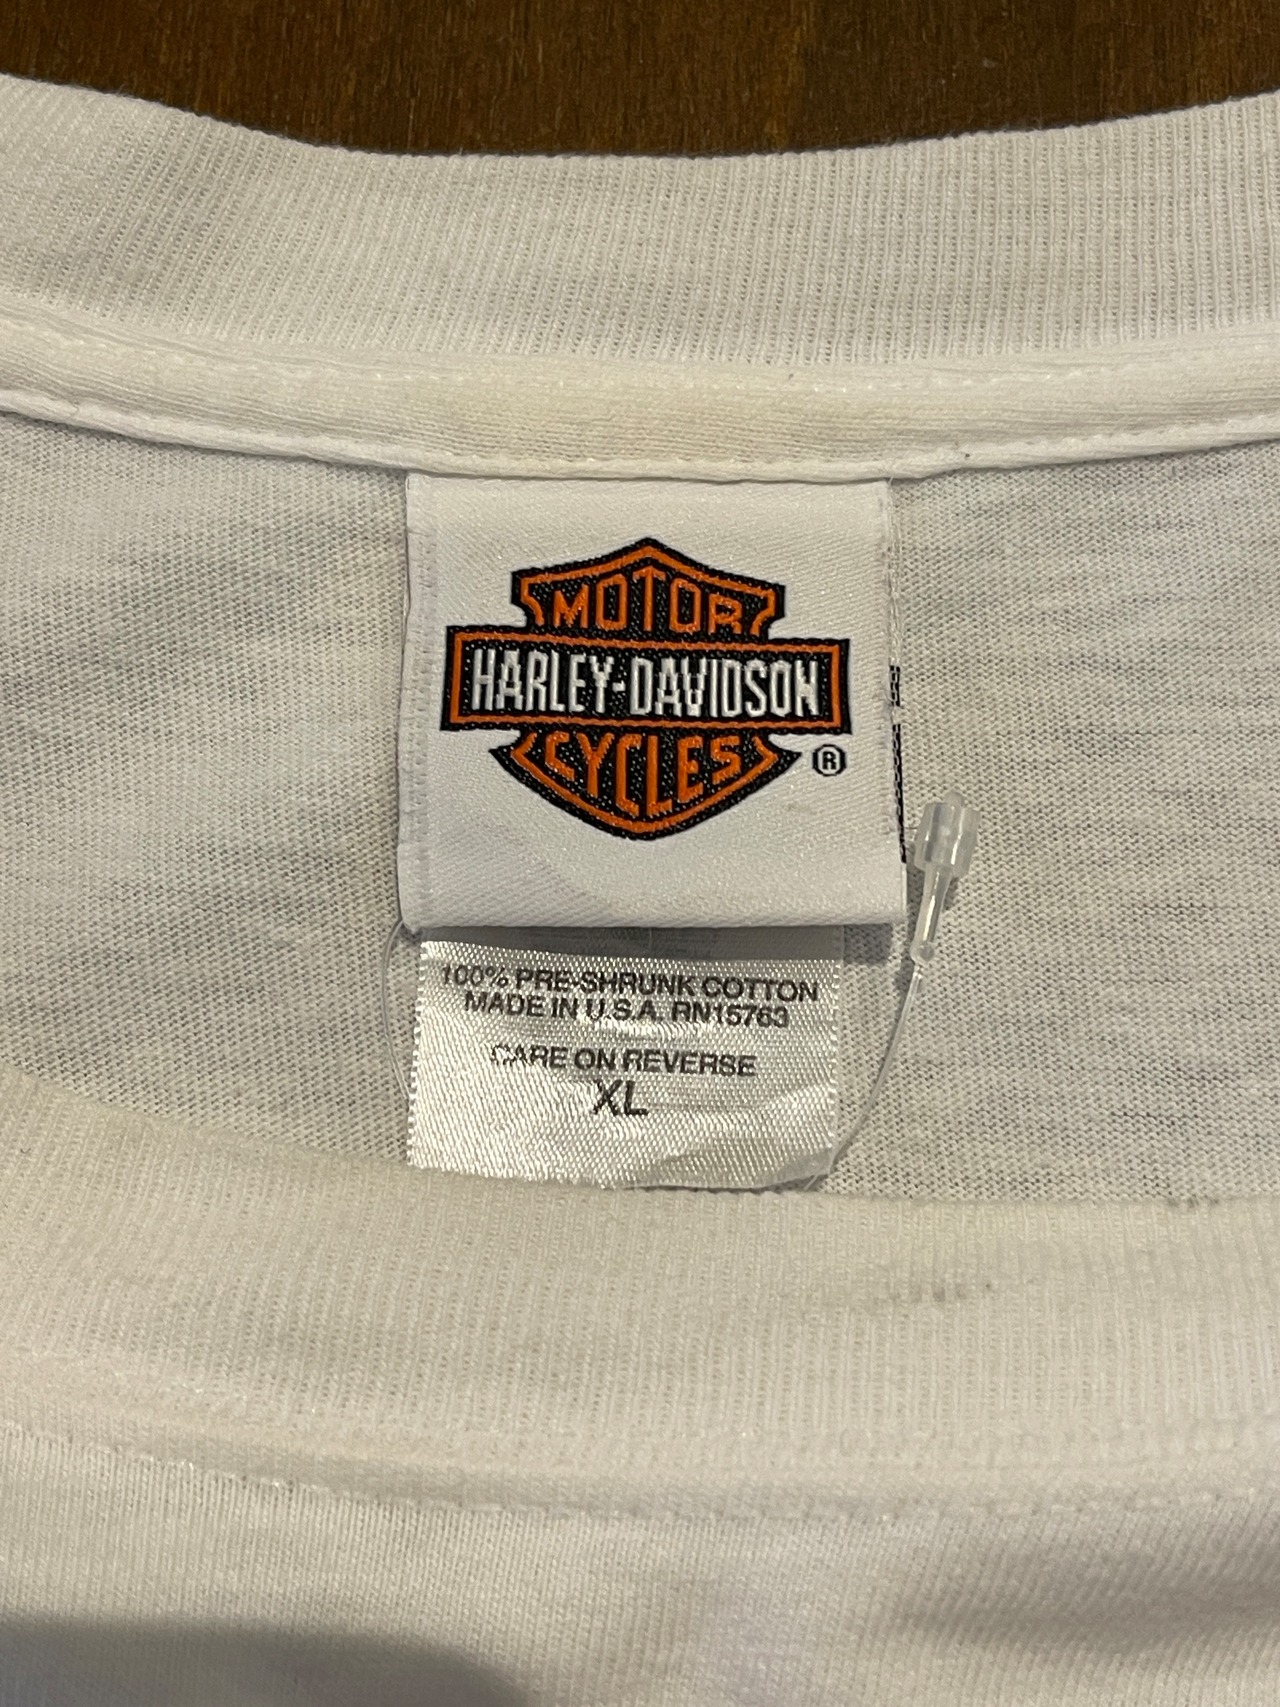 MOTOR
HARLEY-DAVIDSON
CYCLES ®
100% PRE-SHRUNK COTTON
MADE IN U.S.A. RN15763
CARE ON REVERSE
XL